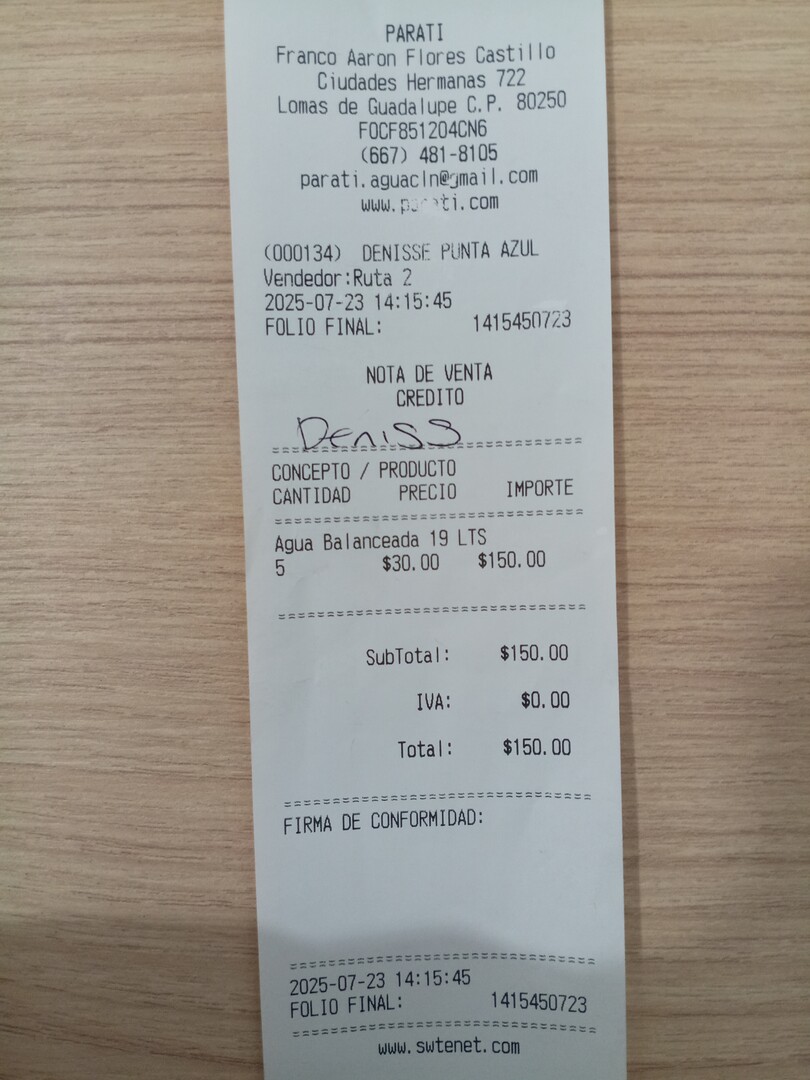 PARATI
Franco Aaron Flores Castillo
Ciudades Hermanas 722
Lomas de Guadalupe C.P. 80250
FOCF851204CN6
(667) 481-8105
parati.aguacln@gmail.com
www.parati.com
(000134) DENISSE PUNTA AZUL
Vendedor:Ruta 2
2025-07-23 14:15:45
FOLIO FINAL: 1415450723
NOTA DE VENTA
CREDITO
Deniss
CONCEPTO / PRODUCTO
CANTIDAD PRECIO IMPORTE
Agua Balanceada 19 LTS
5 $30.00 $150.00
SubTotal: $150.00
IVA: $0.00
Total: $150.00
FIRMA DE CONFORMIDAD:
2025-07-23 14:15:45
FOLIO FINAL: 1415450723
www.swtenet.com